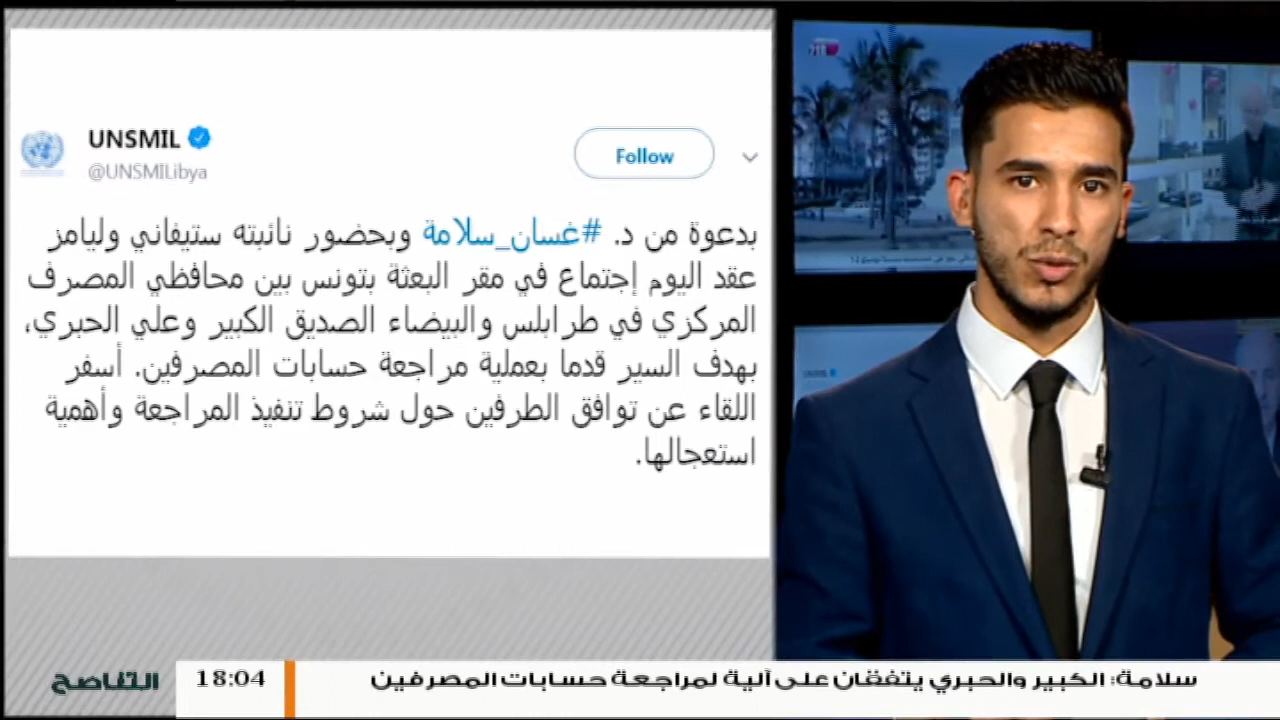 UNSMIL
@UNSMILibya
Follow
بدعوة من د. #غسان_سلامة وبحضور نائبته ستيفاني وليامز
عقد اليوم إجتماع في مقر البعثة بتونس بين محافظي المصرف
المركزي في طرابلس والبيضاء الصديق الكبير وعلي الحبري،
بهدف السير قدما بعملية مراجعة حسابات المصرفين. أسفر
اللقاء عن توافق الطرفين حول شروط تنفيذ المراجعة وأهمية
استعجالها.
218
سلامة: الكبير والحبري يتفقان على آلية لمراجعة حسابات المصرفين
18:04
التناصح